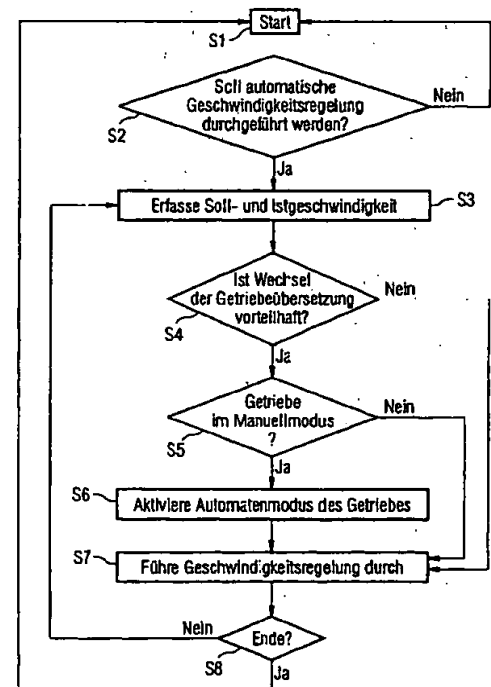 Start
S1
Soll automatische
Geschwindigkeitsregelung
durchgeführt werden?
Nein
S2
Ja
Erfasse Soll- und Istgeschwindigkeit
S3
Ist Wechsel
der Getriebeübersetzung
vorteilhaft?
Nein
S4
Ja
Getriebe
im Manuellmodus
?
Nein
S5
Ja
S6
Aktiviere Automatenmodus des Getriebes
S7
Führe Geschwindigkeitsregelung durch
Nein
Ende?
S8
Ja